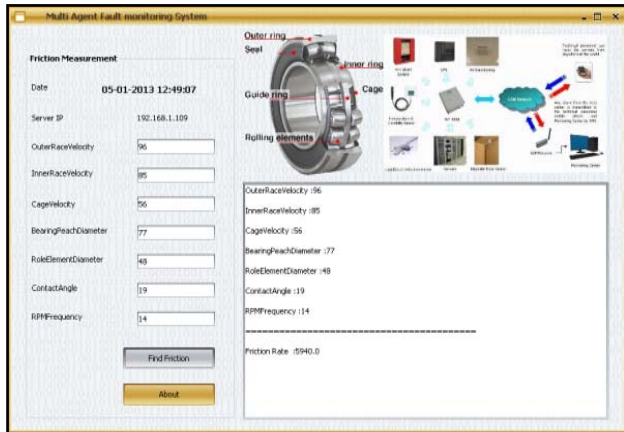 Multi Agent Fault monitoring System
Friction Measurement
Date 05-01-2013 12:49:07
Server IP 192.168.1.109
OuterRaceVelocity 96
InnerRaceVelocity 85
CageVelocity 56
BearingPeachDiameter 77
RoleElementDiameter 48
ContactAngle 19
RPMFrequency 14
Find Friction
About
Outer ring
Seal
Inner ring
Cage
Guide ring
Rolling elements
OuterRaceVelocity :96
InnerRaceVelocity :85
CageVelocity :56
BearingPeachDiameter :77
RoleElementDiameter :48
ContactAngle :19
RPMFrequency :14
==========================================
Friction Rate :5940.0